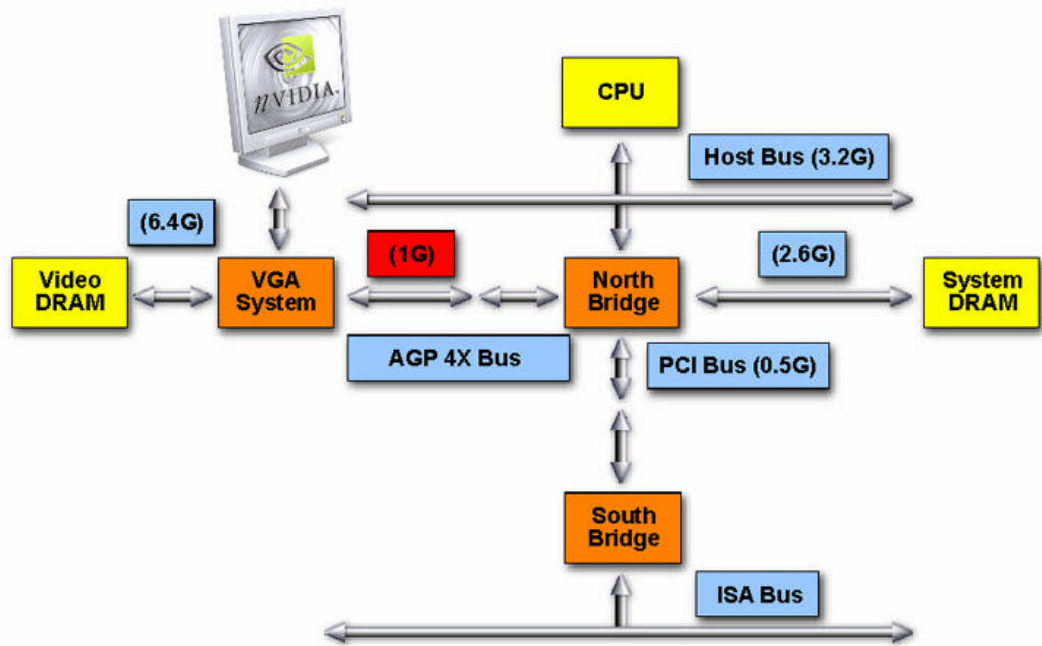 nVIDIA.
CPU
Host Bus (3.2G)
(6.4G)
(1G)
(2.6G)
Video
DRAM
VGA
System
North
Bridge
System
DRAM
AGP 4X Bus
PCI Bus (0.5G)
South
Bridge
ISA Bus